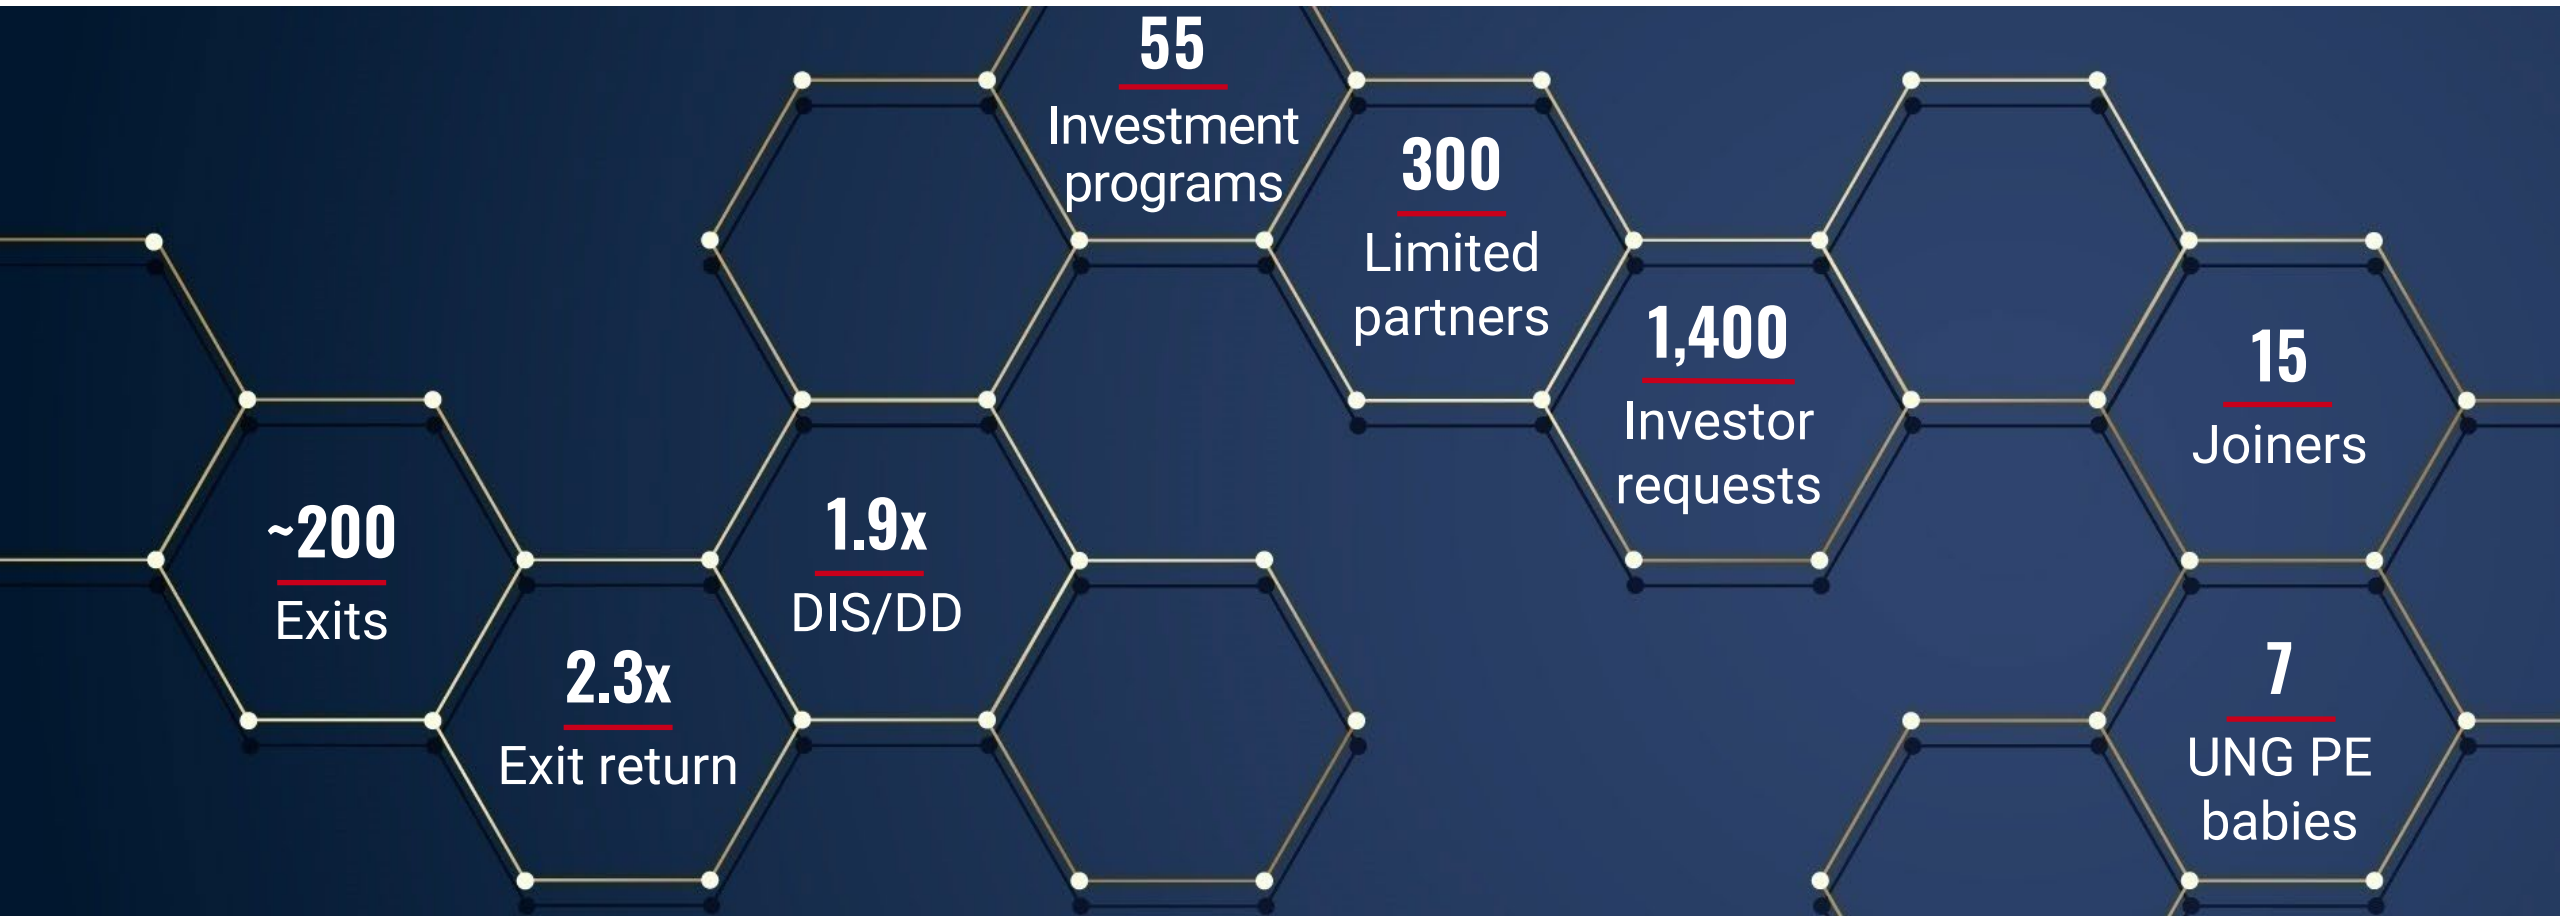 55
Investment
programs
300
Limited
partners
1,400
Investor
requests
15
Joiners
~200
Exits
2.3x
Exit return
1.9x
DIS/DD
7
UNG PE
babies